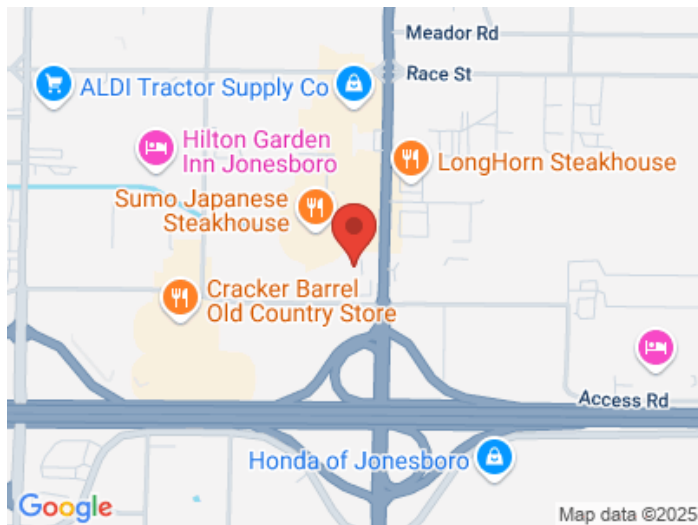 Meador Rd
Race St
ALDI Tractor Supply Co
Hilton Garden
Inn Jonesboro
LongHorn Steakhouse
Sumo Japanese
Steakhouse
Cracker Barrel
Old Country Store
Access Rd
Honda of Jonesboro
Google
Map data ©2025